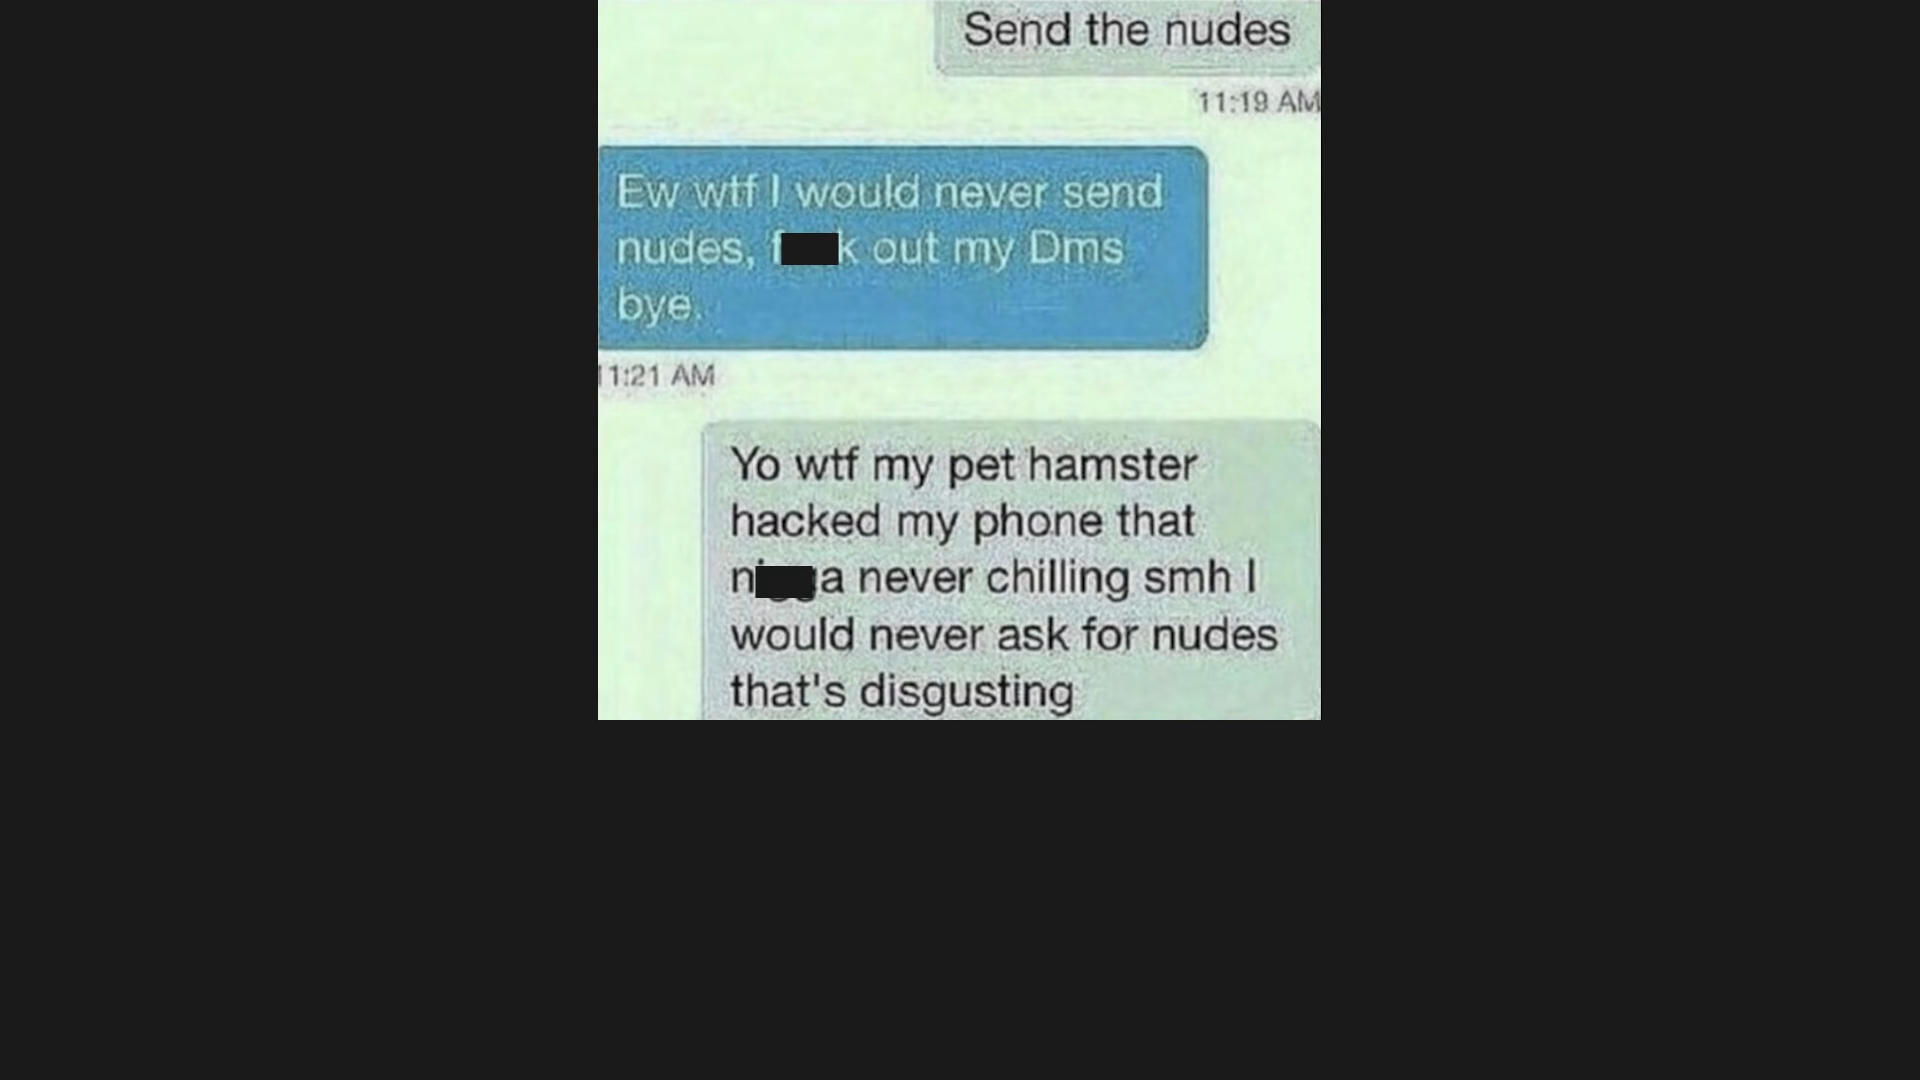 Send the nudes
11:19 AM
Ew wtf I would never send
nudes, f k out my Dms
bye.
11:21 AM
Yo wtf my pet hamster
hacked my phone that
a never chilling smh I
would never ask for nudes
that's disgusting